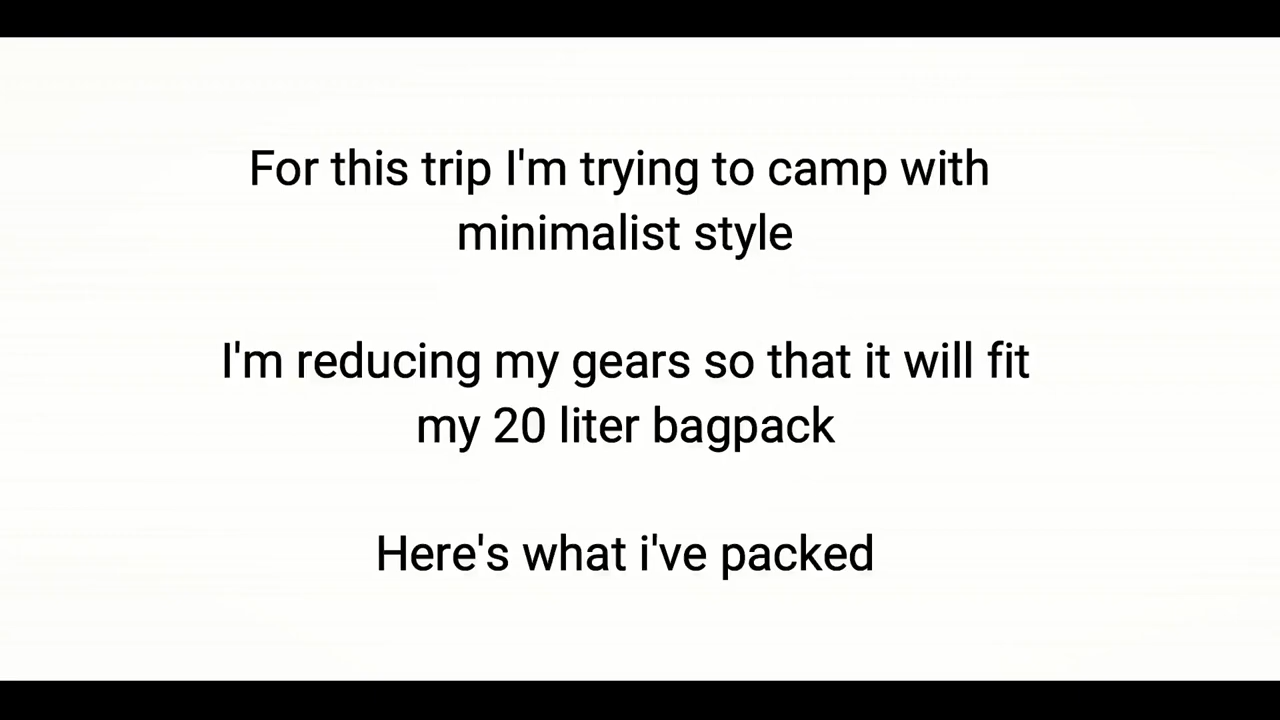 For this trip I'm trying to camp with
minimalist style
I'm reducing my gears so that it will fit
my 20 liter bagpack
Here's what i've packed